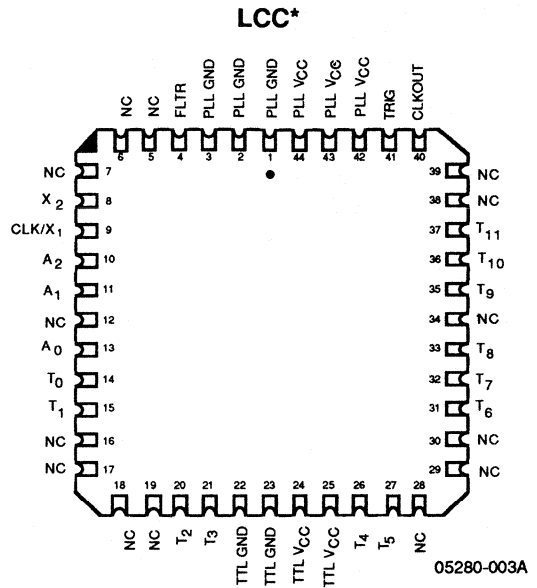 LCC*
NC NC FLTR PLL GND PLL GND PLL GND PLL VCC PLL VCC PLL VCC TRIG CLKOUT
6 5 4 3 2 1 44 43 42 41 40
NC 7 39 NC
X2 8 38 NC
CLK/X1 9 37 T11
A2 10 36 T10
A1 11 35 T9
NC 12 34 NC
A0 13 33 T8
T0 14 32 T7
T1 15 31 T6
NC 16 30 NC
NC 17 29 NC
18 19 20 21 22 23 24 25 26 27 28
NC NC T2 T3 TTL GND TTL GND TTL VCC TTL VCC T4 T5 NC
05280-003A